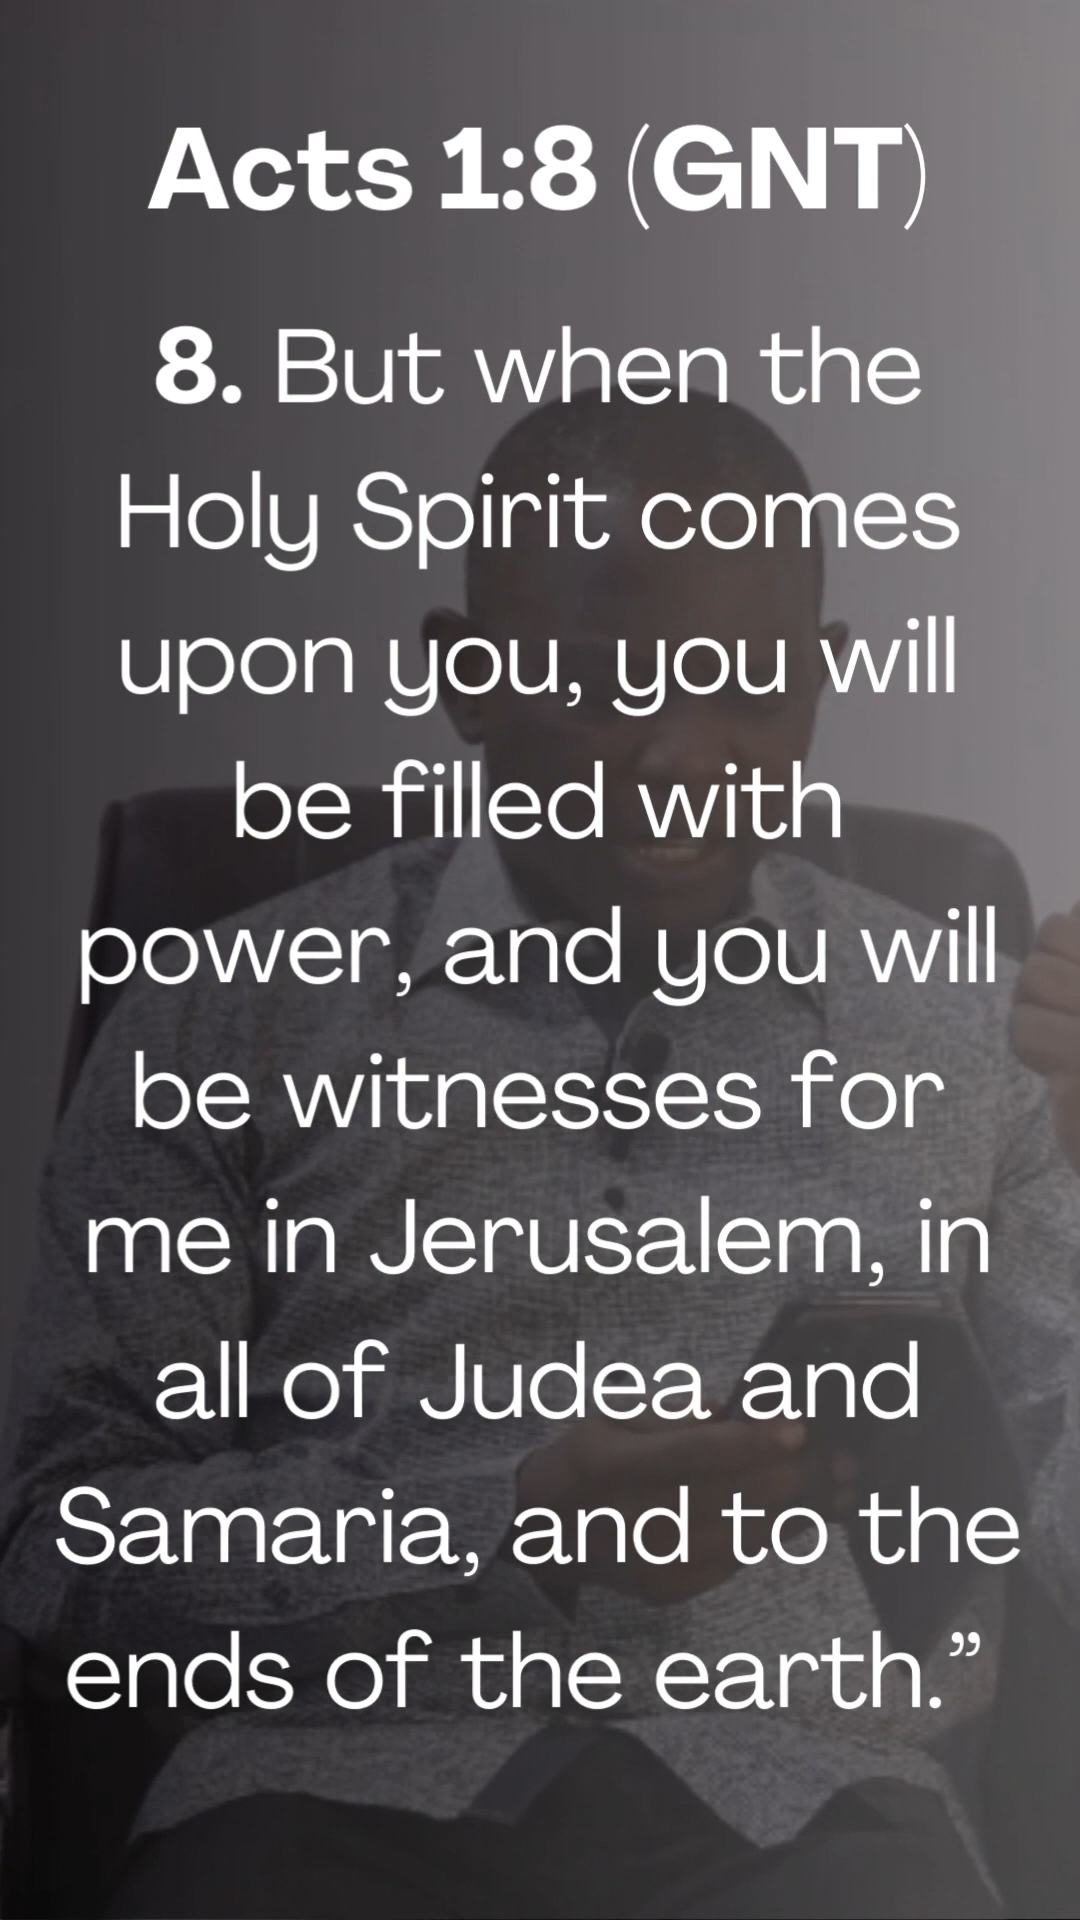 Acts 1:8 (GNT)
8. But when the
Holy Spirit comes
upon you, you will
be filled with
power, and you will
be witnesses for
me in Jerusalem, in
all of Judea and
Samaria, and to the
ends of the earth.”